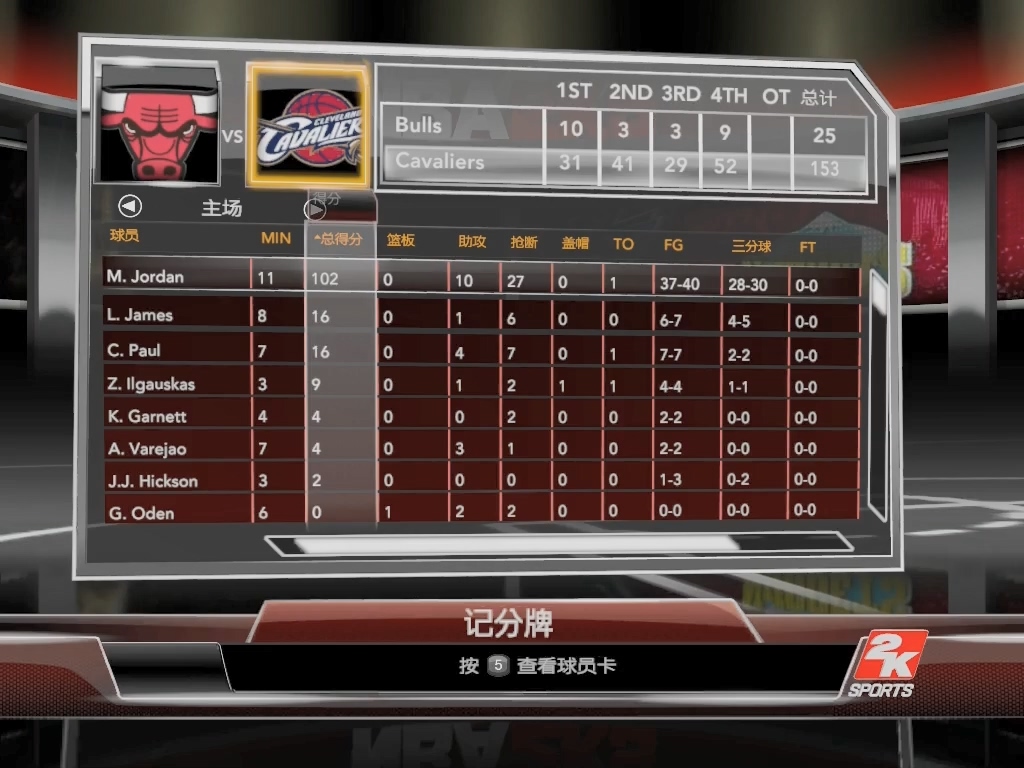 1ST 2ND 3RD 4TH OT 总计
Bulls 10 3 3 9 25
VS
CLEVELAND
CAVALIERS
Cavaliers 31 41 29 52 153
得分
主场
球员 MIN 总得分 篮板 助攻 抢断 盖帽 TO FG 三分球 FT
M. Jordan 11 102 0 10 27 0 1 37-40 28-30 0-0
L. James 8 16 0 1 6 0 0 6-7 4-5 0-0
C. Paul 7 16 0 4 7 0 1 7-7 2-2 0-0
Z. Ilgauskas 3 9 0 1 2 1 1 4-4 1-1 0-0
K. Garnett 4 4 0 0 2 0 0 2-2 0-0 0-0
A. Varejao 7 4 0 3 1 0 0 2-2 0-0 0-0
J.J. Hickson 3 2 0 0 0 0 0 1-3 0-2 0-0
G. Oden 6 0 1 2 2 0 0 0-0 0-0 0-0
记分牌
按 5 查看球员卡
2K
SPORTS